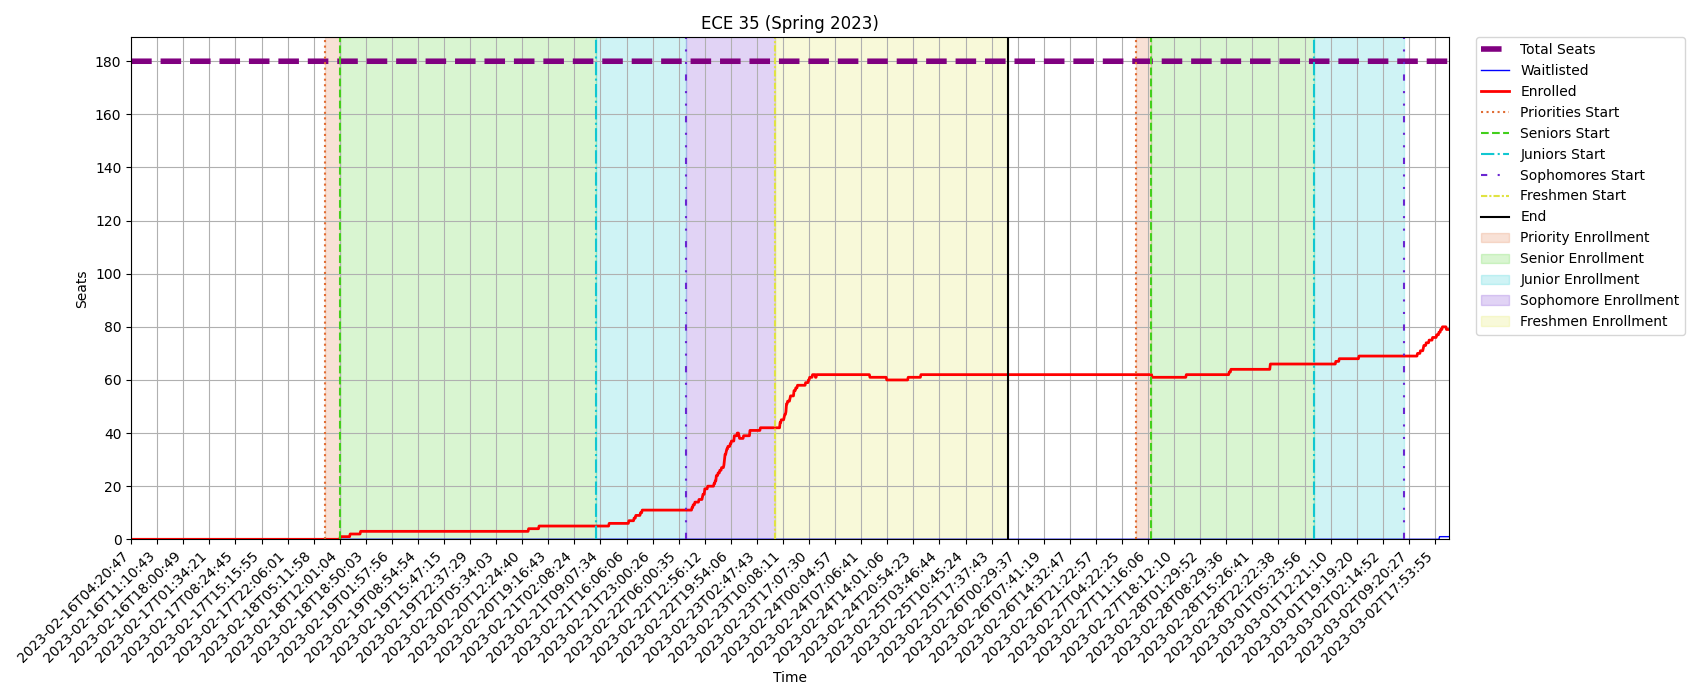 ECE 35 (Spring 2023)
Seats
180
160
140
120
100
80
60
40
20
0
2023-02-16T04:20:47
2023-02-16T11:10:43
2023-02-16T18:00:49
2023-02-17T01:34:21
2023-02-17T08:24:45
2023-02-17T15:15:55
2023-02-17T22:06:01
2023-02-18T05:11:58
2023-02-18T12:01:04
2023-02-18T18:50:03
2023-02-19T01:57:56
2023-02-19T08:54:54
2023-02-19T15:47:15
2023-02-19T22:37:29
2023-02-20T05:34:03
2023-02-20T12:24:40
2023-02-20T19:16:43
2023-02-21T02:08:24
2023-02-21T09:07:34
2023-02-21T16:06:06
2023-02-21T23:00:26
2023-02-22T06:00:35
2023-02-22T12:56:12
2023-02-22T19:54:06
2023-02-23T02:47:43
2023-02-23T10:08:11
2023-02-23T17:07:30
2023-02-24T00:04:57
2023-02-24T07:06:41
2023-02-24T14:01:06
2023-02-24T20:54:23
2023-02-25T03:46:44
2023-02-25T10:45:24
2023-02-25T17:37:43
2023-02-26T00:29:37
2023-02-26T07:41:19
2023-02-26T14:32:47
2023-02-26T21:22:57
2023-02-27T04:22:25
2023-02-27T11:16:06
2023-02-27T18:12:10
2023-02-28T01:29:52
2023-02-28T08:29:36
2023-02-28T15:26:41
2023-02-28T22:22:38
2023-03-01T05:23:56
2023-03-01T12:21:10
2023-03-01T19:19:20
2023-03-02T02:14:52
2023-03-02T09:20:27
2023-03-02T17:53:55
Time
Total Seats
Waitlisted
Enrolled
Priorities Start
Seniors Start
Juniors Start
Sophomores Start
Freshmen Start
End
Priority Enrollment
Senior Enrollment
Junior Enrollment
Sophomore Enrollment
Freshmen Enrollment